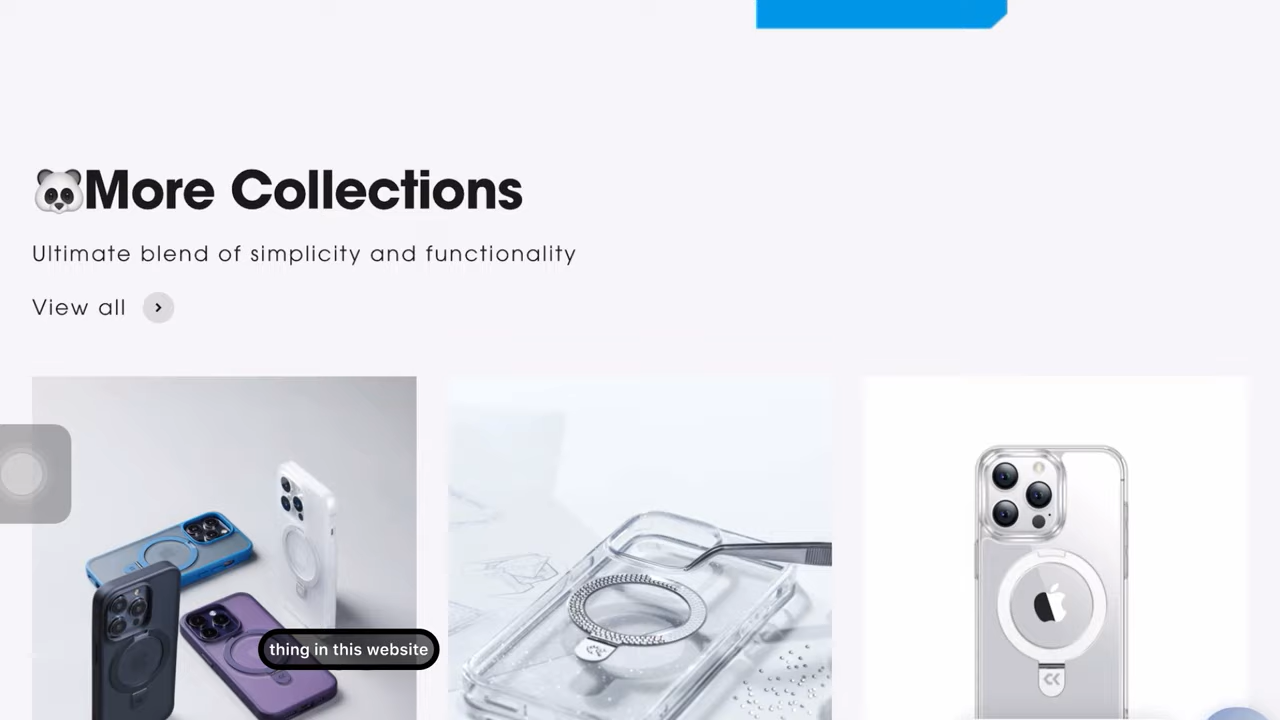 🐼More Collections
Ultimate blend of simplicity and functionality
View all
thing in this website